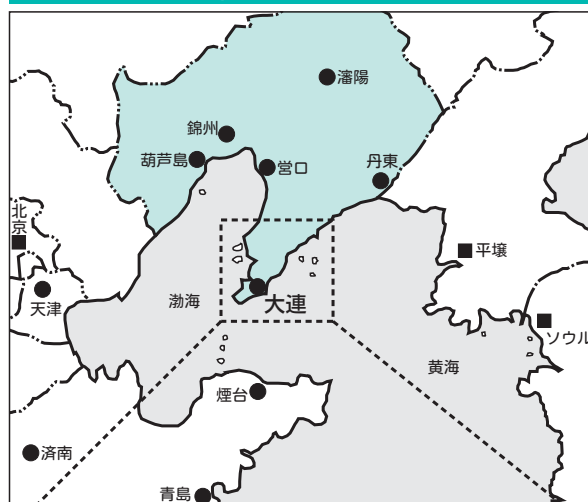 瀋陽
錦州
葫芦島
営口
丹東
北京
平壌
天津
渤海
大連
ソウル
黄海
煙台
済南
青島